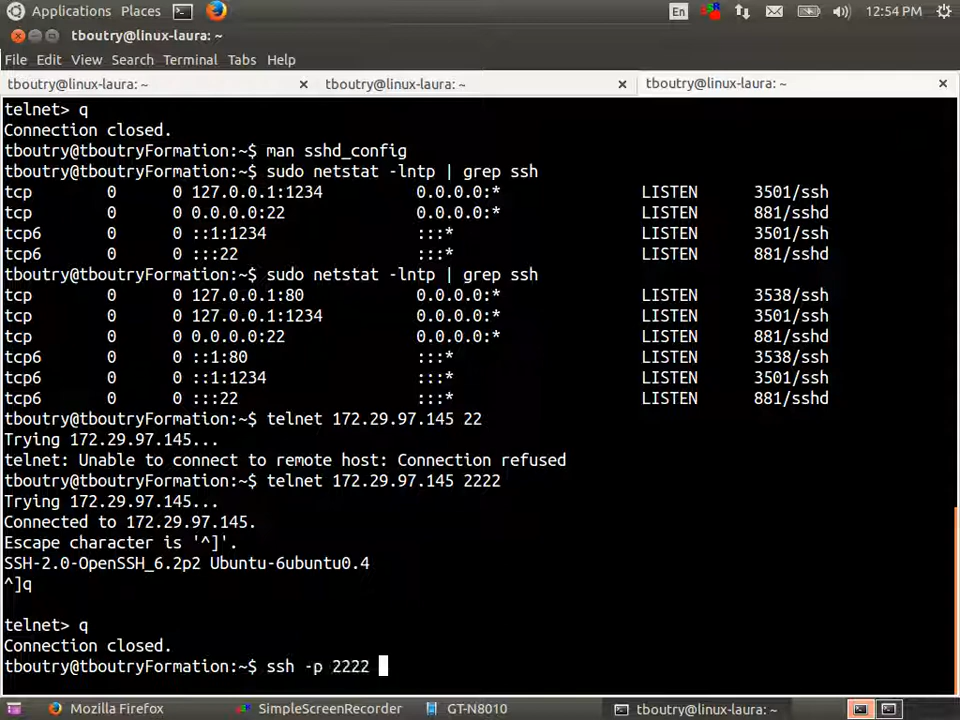 Applications Places En 12:54 PM
tboutry@linux-laura: ~
File Edit View Search Terminal Tabs Help
tboutry@linux-laura: ~ × tboutry@linux-laura: ~ × tboutry@linux-laura: ~ ×
telnet> q
Connection closed.
tboutry@tboutryFormation:~$ man sshd_config
tboutry@tboutryFormation:~$ sudo netstat -lntp | grep ssh
tcp 0 0 127.0.0.1:1234 0.0.0.0:* LISTEN 3501/ssh
tcp 0 0 0.0.0.0:22 0.0.0.0:* LISTEN 881/sshd
tcp6 0 0 ::1:1234 :::* LISTEN 3501/ssh
tcp6 0 0 :::22 :::* LISTEN 881/sshd
tboutry@tboutryFormation:~$ sudo netstat -lntp | grep ssh
tcp 0 0 127.0.0.1:80 0.0.0.0:* LISTEN 3538/ssh
tcp 0 0 127.0.0.1:1234 0.0.0.0:* LISTEN 3501/ssh
tcp 0 0 0.0.0.0:22 0.0.0.0:* LISTEN 881/sshd
tcp6 0 0 ::1:80 :::* LISTEN 3538/ssh
tcp6 0 0 ::1:1234 :::* LISTEN 3501/ssh
tcp6 0 0 :::22 :::* LISTEN 881/sshd
tboutry@tboutryFormation:~$ telnet 172.29.97.145 22
Trying 172.29.97.145...
telnet: Unable to connect to remote host: Connection refused
tboutry@tboutryFormation:~$ telnet 172.29.97.145 2222
Trying 172.29.97.145...
Connected to 172.29.97.145.
Escape character is '^]'.
SSH-2.0-OpenSSH_6.2p2 Ubuntu-6ubuntu0.4
^]q
telnet> q
Connection closed.
tboutry@tboutryFormation:~$ ssh -p 2222
Mozilla Firefox SimpleScreenRecorder GT-N8010 tboutry@linux-laura: ~